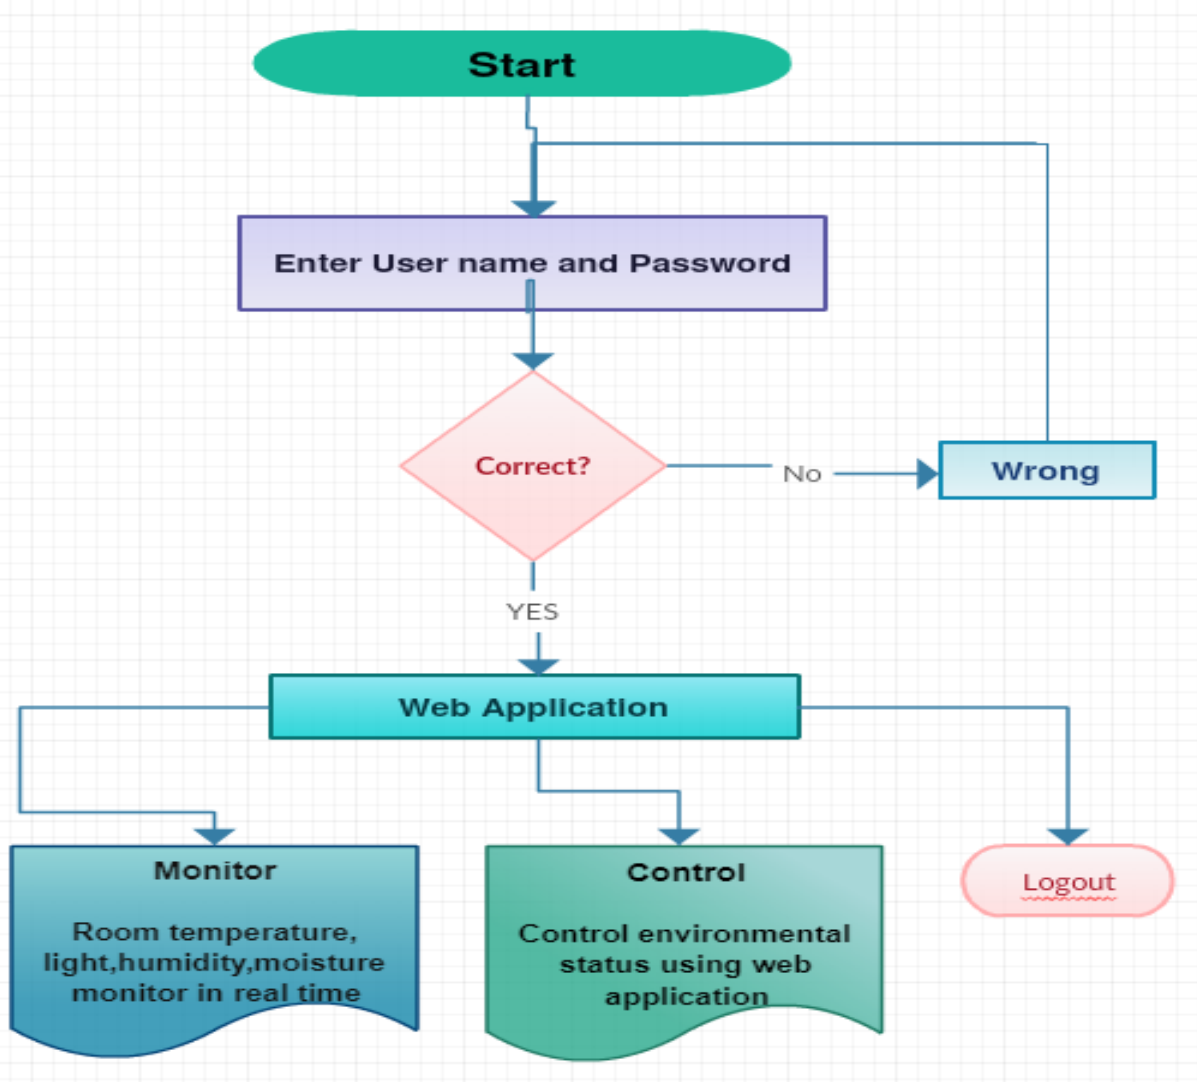 Start
Enter User name and Password
Correct?
No
Wrong
YES
Web Application
Monitor
Room temperature,
light,humidity,moisture
monitor in real time
Control
Control environmental
status using web
application
Logout